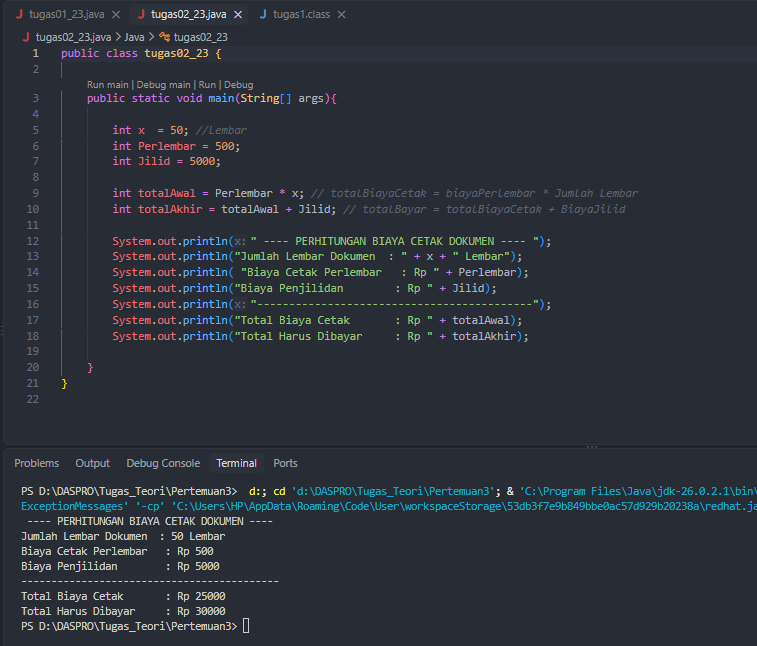 tugas01_23.java
tugas02_23.java
tugas1.class
tugas02_23.java > Java > tugas02_23
1 public class tugas02_23 {
2
Run main | Debug main | Run | Debug
3 public static void main(String[] args){
4
5 int x  = 50; //Lembar
6 int Perlembar = 500;
7 int Jilid = 5000;
8
9 int totalAwal = Perlembar * x; // totalBiayaCetak = biayaPerlembar * Jumlah Lembar
10 int totalAkhir = totalAwal + Jilid; // totalBayar = totalBiayaCetak + BiayaJilid
11
12 System.out.println(x: " ---- PERHITUNGAN BIAYA CETAK DOKUMEN ---- ");
13 System.out.println("Jumlah Lembar Dokumen  : " + x + " Lembar");
14 System.out.println( "Biaya Cetak Perlembar   : Rp " + Perlembar);
15 System.out.println("Biaya Penjilidan        : Rp " + Jilid);
16 System.out.println(x: "-------------------------------------------");
17 System.out.println("Total Biaya Cetak       : Rp " + totalAwal);
18 System.out.println("Total Harus Dibayar     : Rp " + totalAkhir);
19
20 }
21 }
22
Problems Output Debug Console Terminal Ports
PS D:\DASPRO\Tugas_Teori\Pertemuan3>  d:; cd 'd:\DASPRO\Tugas_Teori\Pertemuan3'; & 'C:\Program Files\Java\jdk-26.0.2.1\bin\
ExceptionMessages' '-cp' 'C:\Users\HP\AppData\Roaming\Code\User\workspaceStorage\53db3f7e9b849bbe0ac57d929b20238a\redhat.ja
---- PERHITUNGAN BIAYA CETAK DOKUMEN ----
Jumlah Lembar Dokumen  : 50 Lembar
Biaya Cetak Perlembar   : Rp 500
Biaya Penjilidan        : Rp 5000
-------------------------------------------
Total Biaya Cetak       : Rp 25000
Total Harus Dibayar     : Rp 30000
PS D:\DASPRO\Tugas_Teori\Pertemuan3>